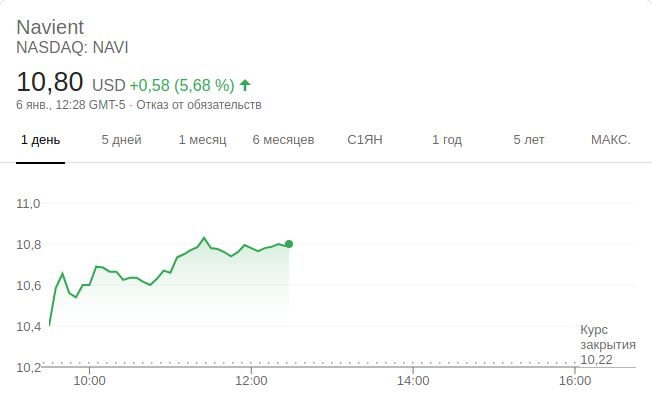 Navient
NASDAQ: NAVI
10,80 USD +0,58 (5,68 %)
6 янв., 12:28 GMT-5 · Отказ от обязательств
1 день 5 дней 1 месяц 6 месяцев С1ЯН 1 год 5 лет МАКС.
11,0
10,8
10,6
10,4
Курс
закрытия
10,22
10,2
10:00 12:00 14:00 16:00